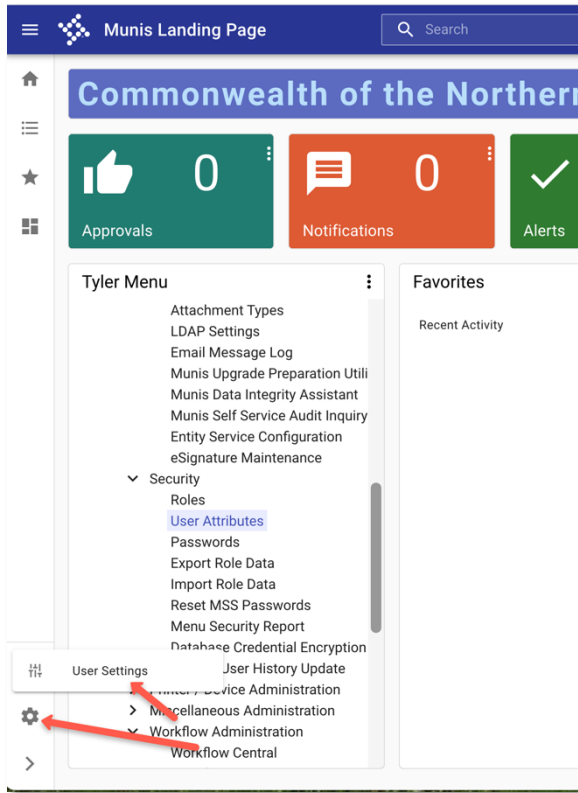 Munis Landing Page
Search
Commonwealth of the Northern
0
Approvals
0
Notifications
Alerts
Tyler Menu
Attachment Types
LDAP Settings
Email Message Log
Munis Upgrade Preparation Utili
Munis Data Integrity Assistant
Munis Self Service Audit Inquiry
Entity Service Configuration
eSignature Maintenance
Security
Roles
User Attributes
Passwords
Export Role Data
Import Role Data
Reset MSS Passwords
Menu Security Report
Database Credential Encryption
User History Update
Printer / Device Administration
Miscellaneous Administration
Workflow Administration
Workflow Central
Favorites
Recent Activity
User Settings